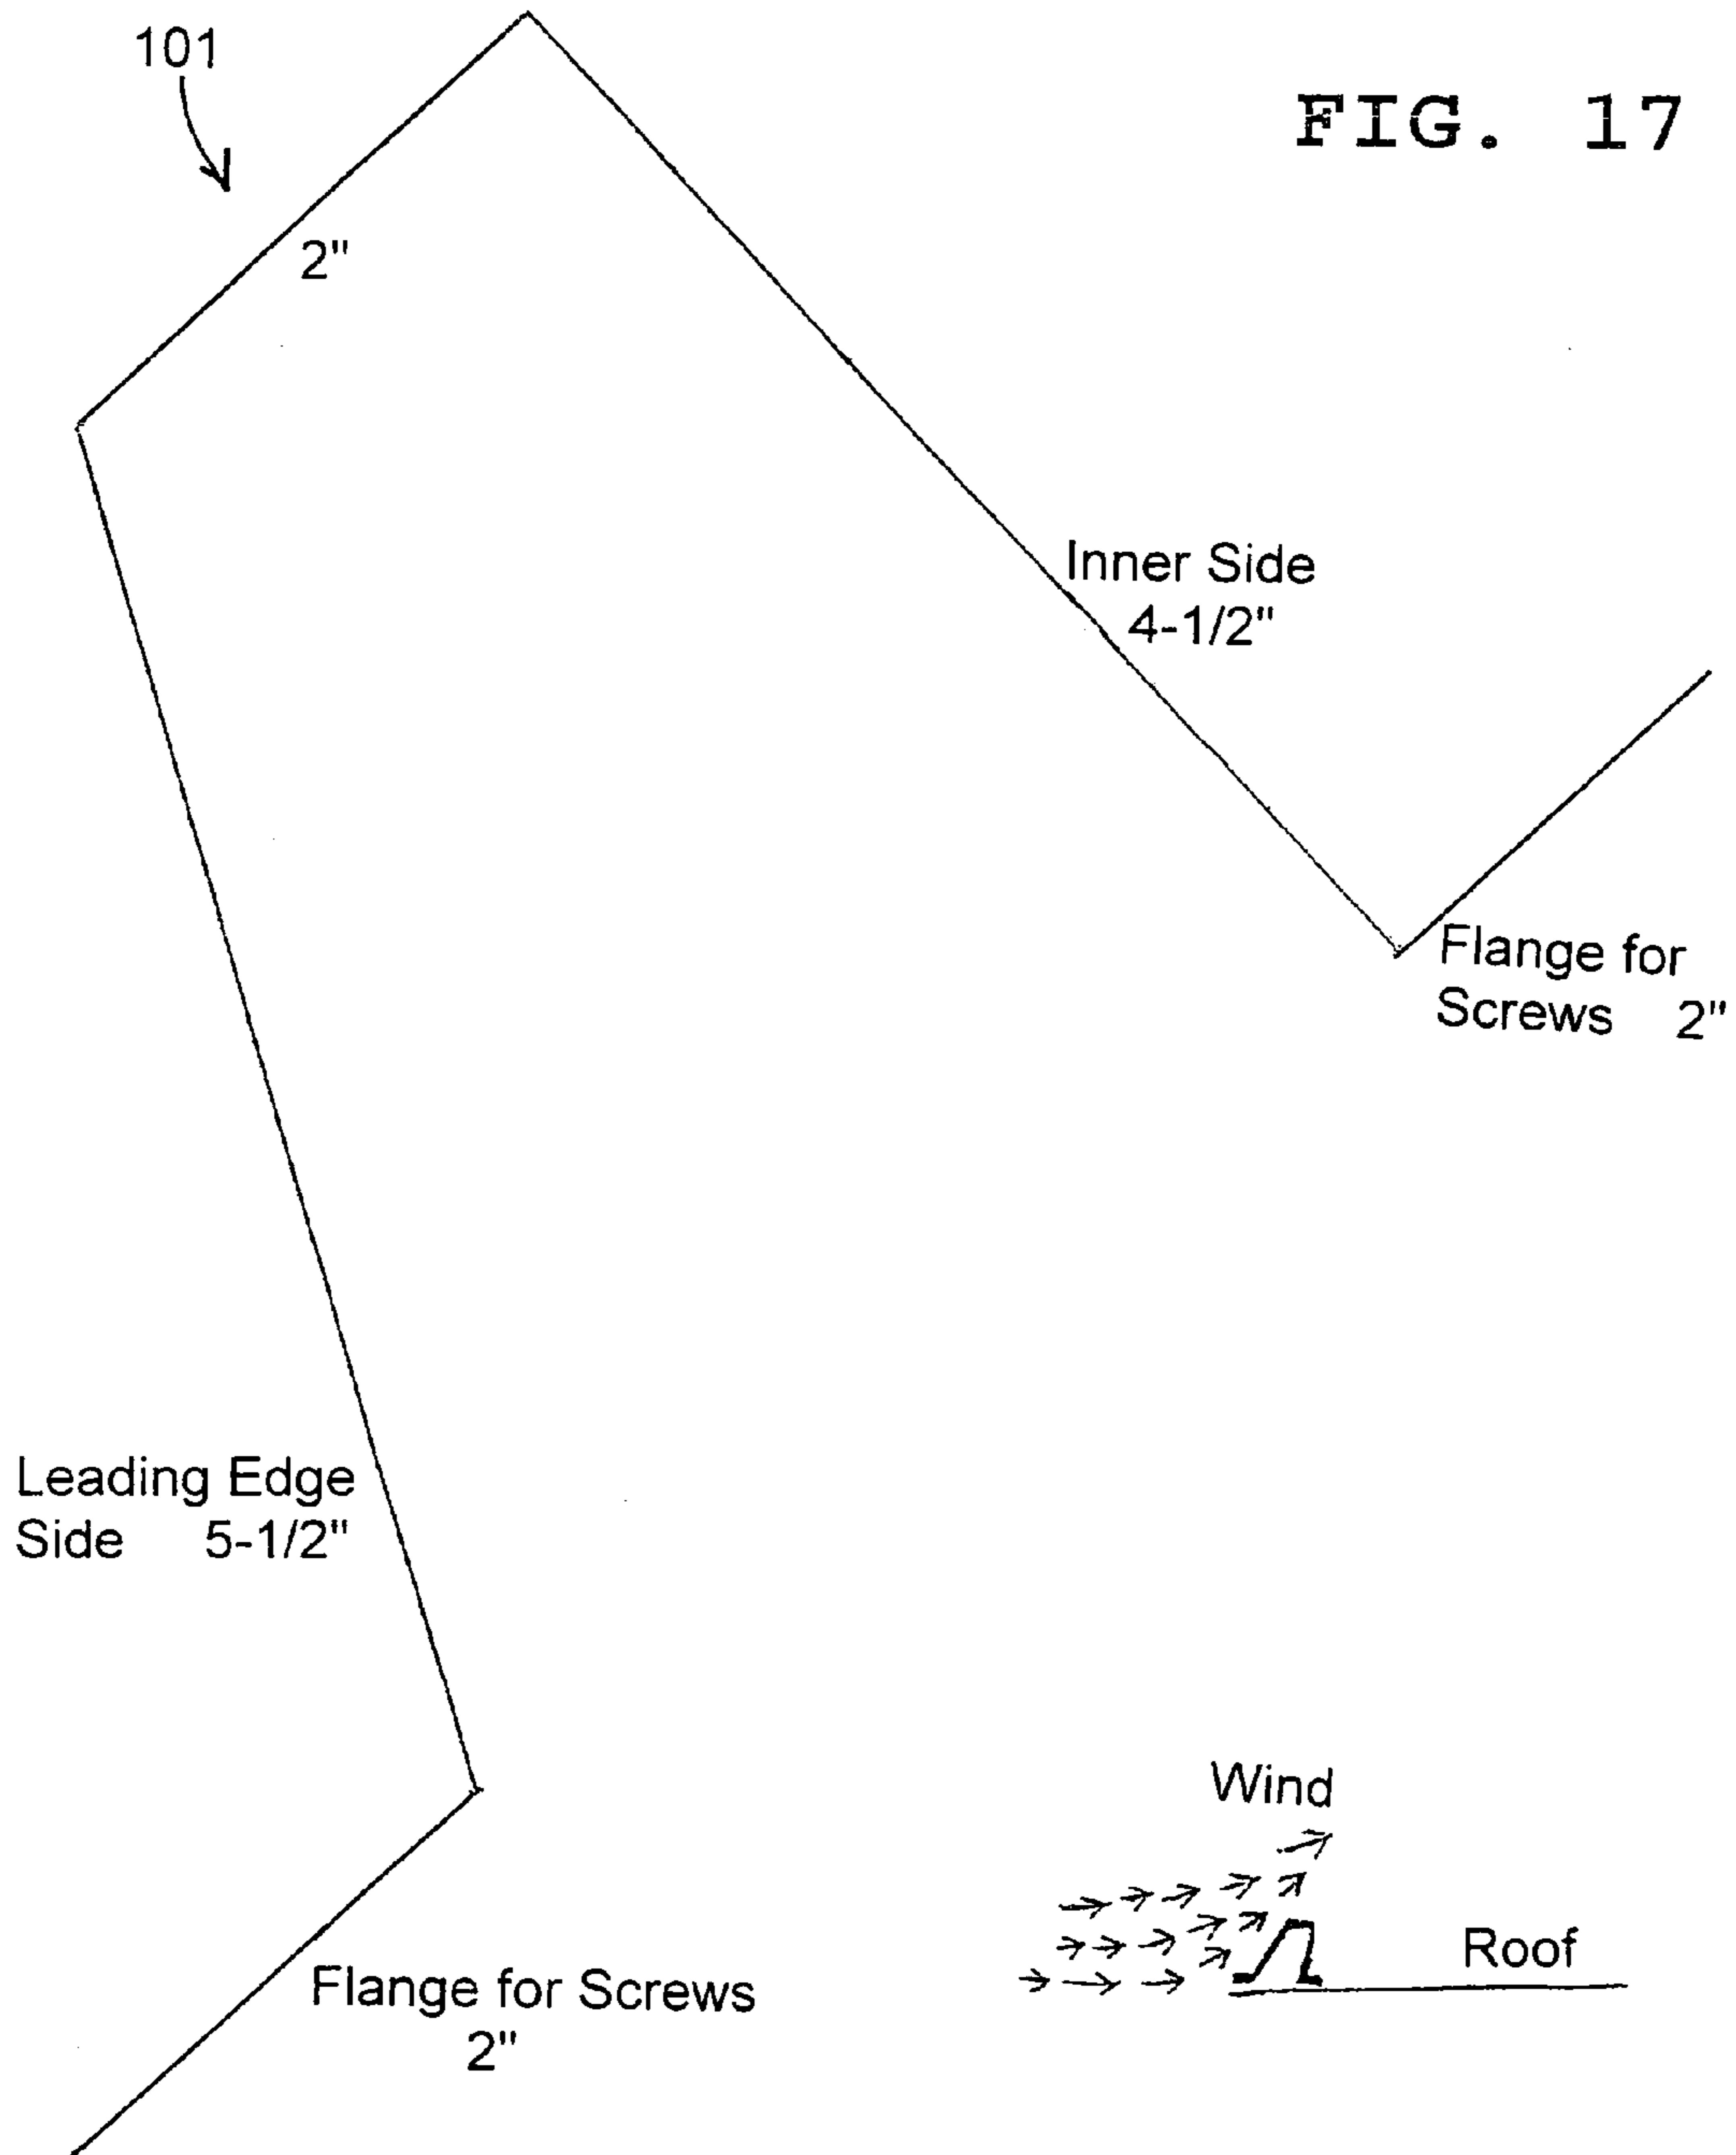 101
FIG. 17
2"
Inner Side
4-1/2"
Flange for
Screws 2"
Leading Edge
Side 5-1/2"
Flange for Screws
2"
Wind
Roof